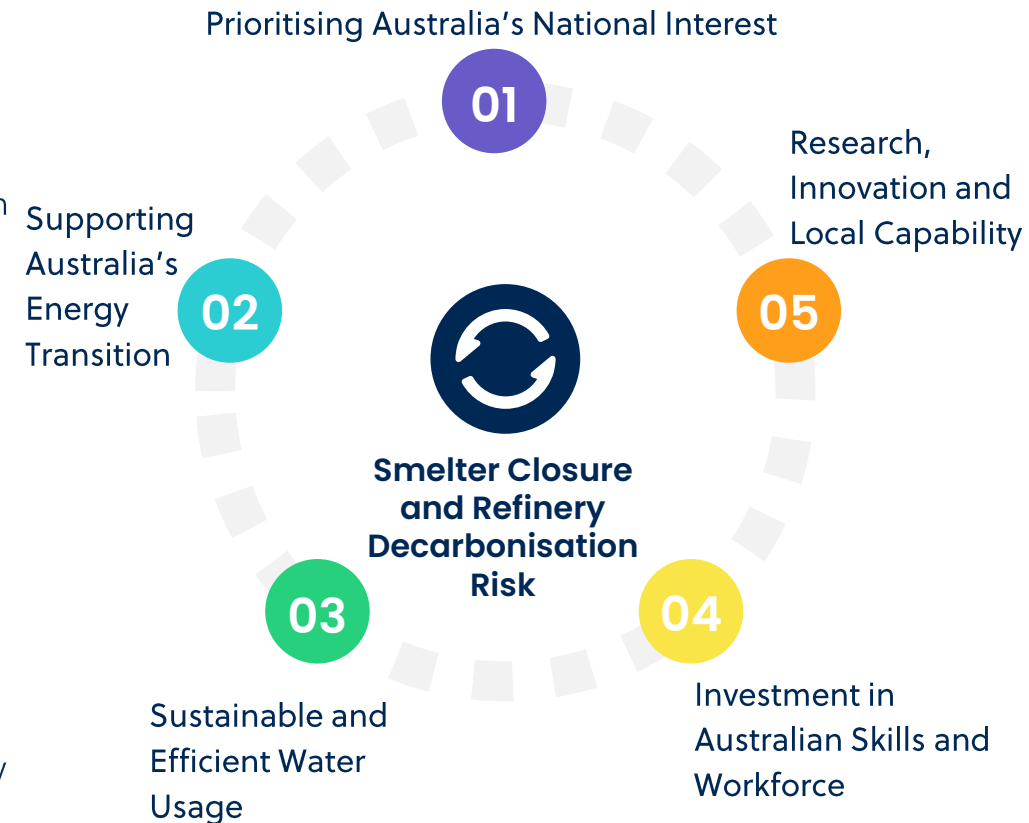 Prioritising Australia's National Interest
01
Supporting
Australia's
Energy
Transition
02
03
Sustainable and
Efficient Water
Usage
04
Investment in
Australian Skills and
Workforce
05
Research,
Innovation and
Local Capability
Smelter Closure
and Refinery
Decarbonisation
Risk